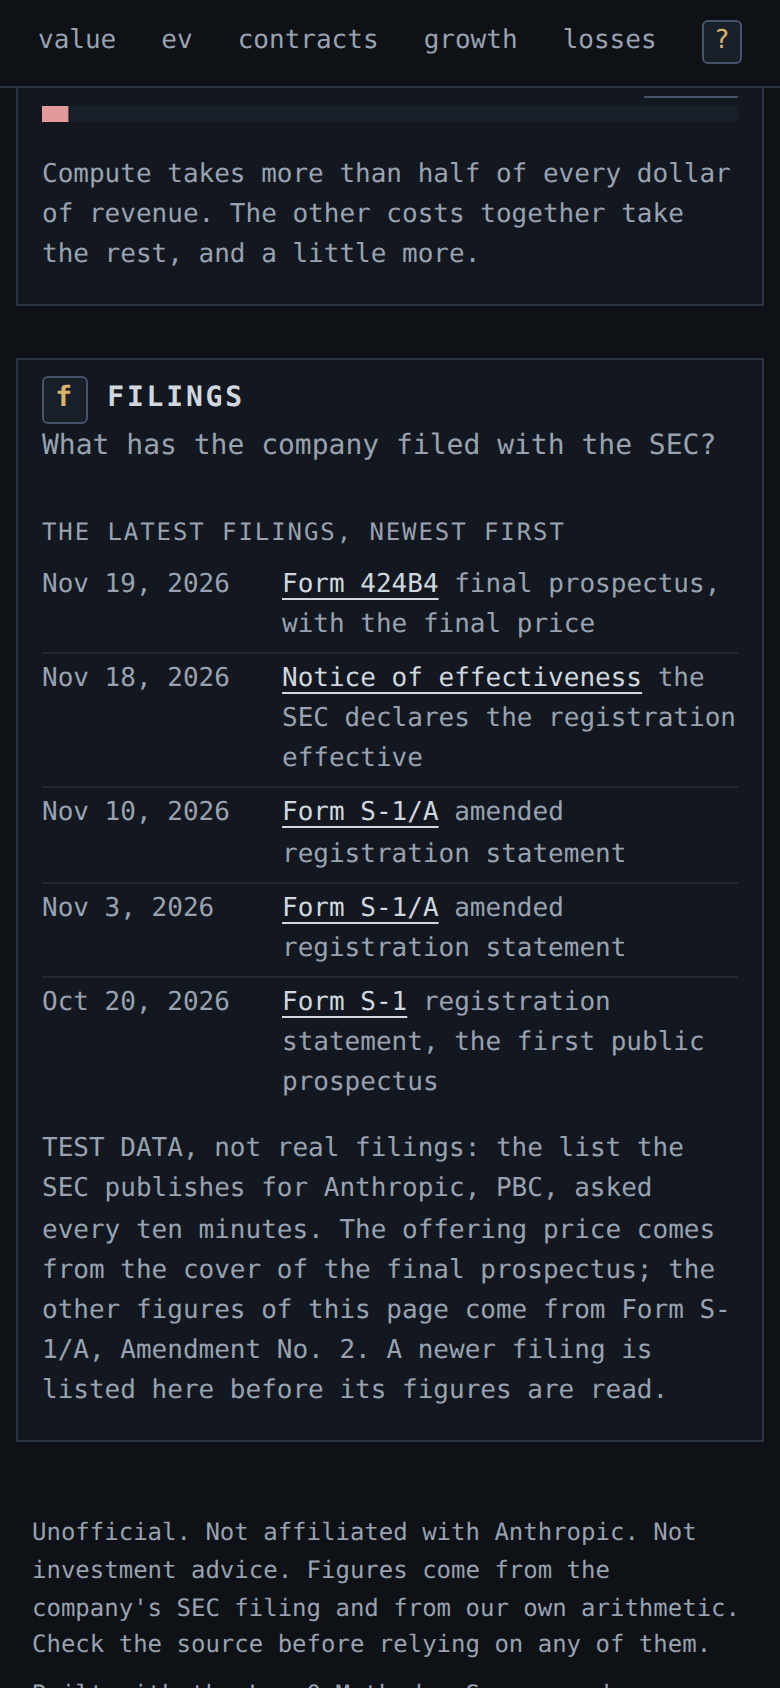 value ev contracts growth losses ?
Compute takes more than half of every dollar
of revenue. The other costs together take
the rest, and a little more.
f FILINGS
What has the company filed with the SEC?
THE LATEST FILINGS, NEWEST FIRST
Nov 19, 2026 Form 424B4 final prospectus,
with the final price
Nov 18, 2026 Notice of effectiveness the
SEC declares the registration
effective
Nov 10, 2026 Form S-1/A amended
registration statement
Nov 3, 2026 Form S-1/A amended
registration statement
Oct 20, 2026 Form S-1 registration
statement, the first public
prospectus
TEST DATA, not real filings: the list the
SEC publishes for Anthropic, PBC, asked
every ten minutes. The offering price comes
from the cover of the final prospectus; the
other figures of this page come from Form S-
1/A, Amendment No. 2. A newer filing is
listed here before its figures are read.
Unofficial. Not affiliated with Anthropic. Not
investment advice. Figures come from the
company's SEC filing and from our own arithmetic.
Check the source before relying on any of them.